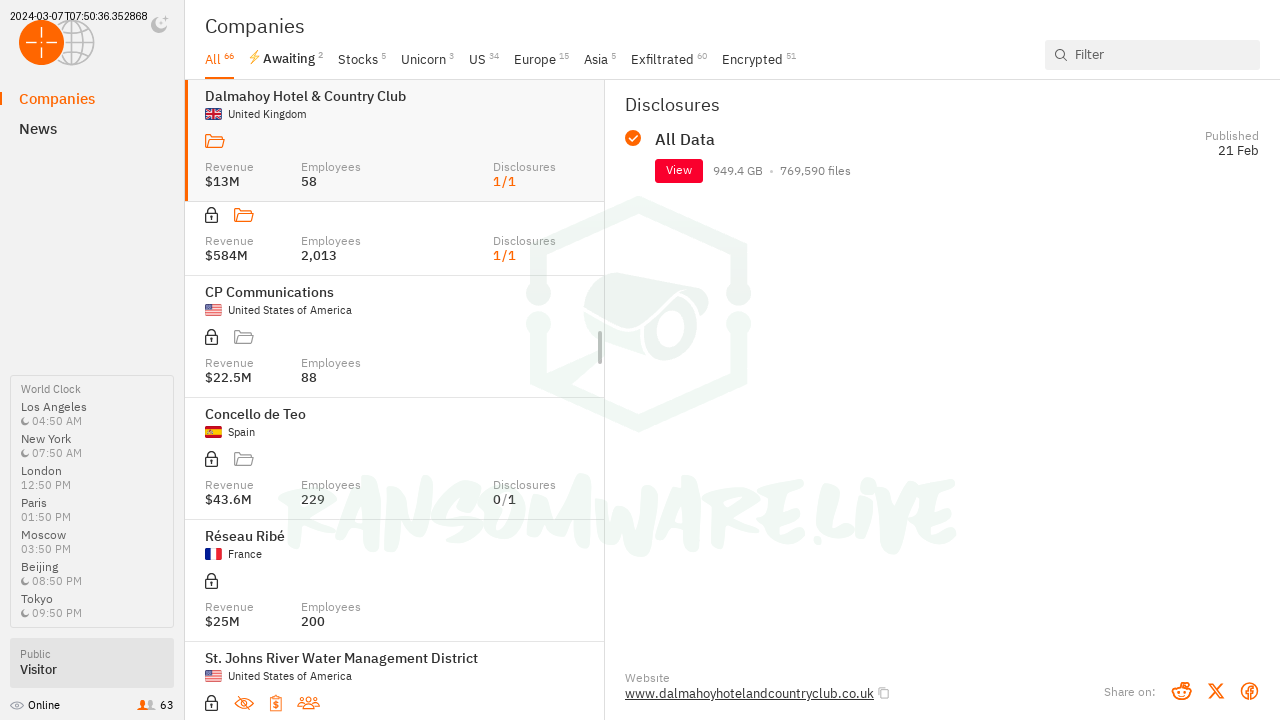 2024-03-07T07:50:36.352868
Companies
News
World Clock
Los Angeles
04:50 AM
New York
07:50 AM
London
12:50 PM
Paris
01:50 PM
Moscow
03:50 PM
Beijing
08:50 PM
Tokyo
09:50 PM
Public
Visitor
Online 63
Companies
All 66 Awaiting 2 Stocks 5 Unicorn 3 US 34 Europe 15 Asia 5 Exfiltrated 60 Encrypted 51
Filter
Dalmahoy Hotel & Country Club
United Kingdom
Revenue Employees Disclosures
$13M 58 1/1
Revenue Employees Disclosures
$584M 2,013 1/1
CP Communications
United States of America
Revenue Employees
$22.5M 88
Concello de Teo
Spain
Revenue Employees Disclosures
$43.6M 229 0/1
Réseau Ribé
France
Revenue Employees
$25M 200
St. Johns River Water Management District
United States of America
Disclosures
All Data
Published
21 Feb
View 949.4 GB • 769,590 files
RANSOMWARE.LIVE
Website
www.dalmahoyhotelandcountryclub.co.uk
Share on: